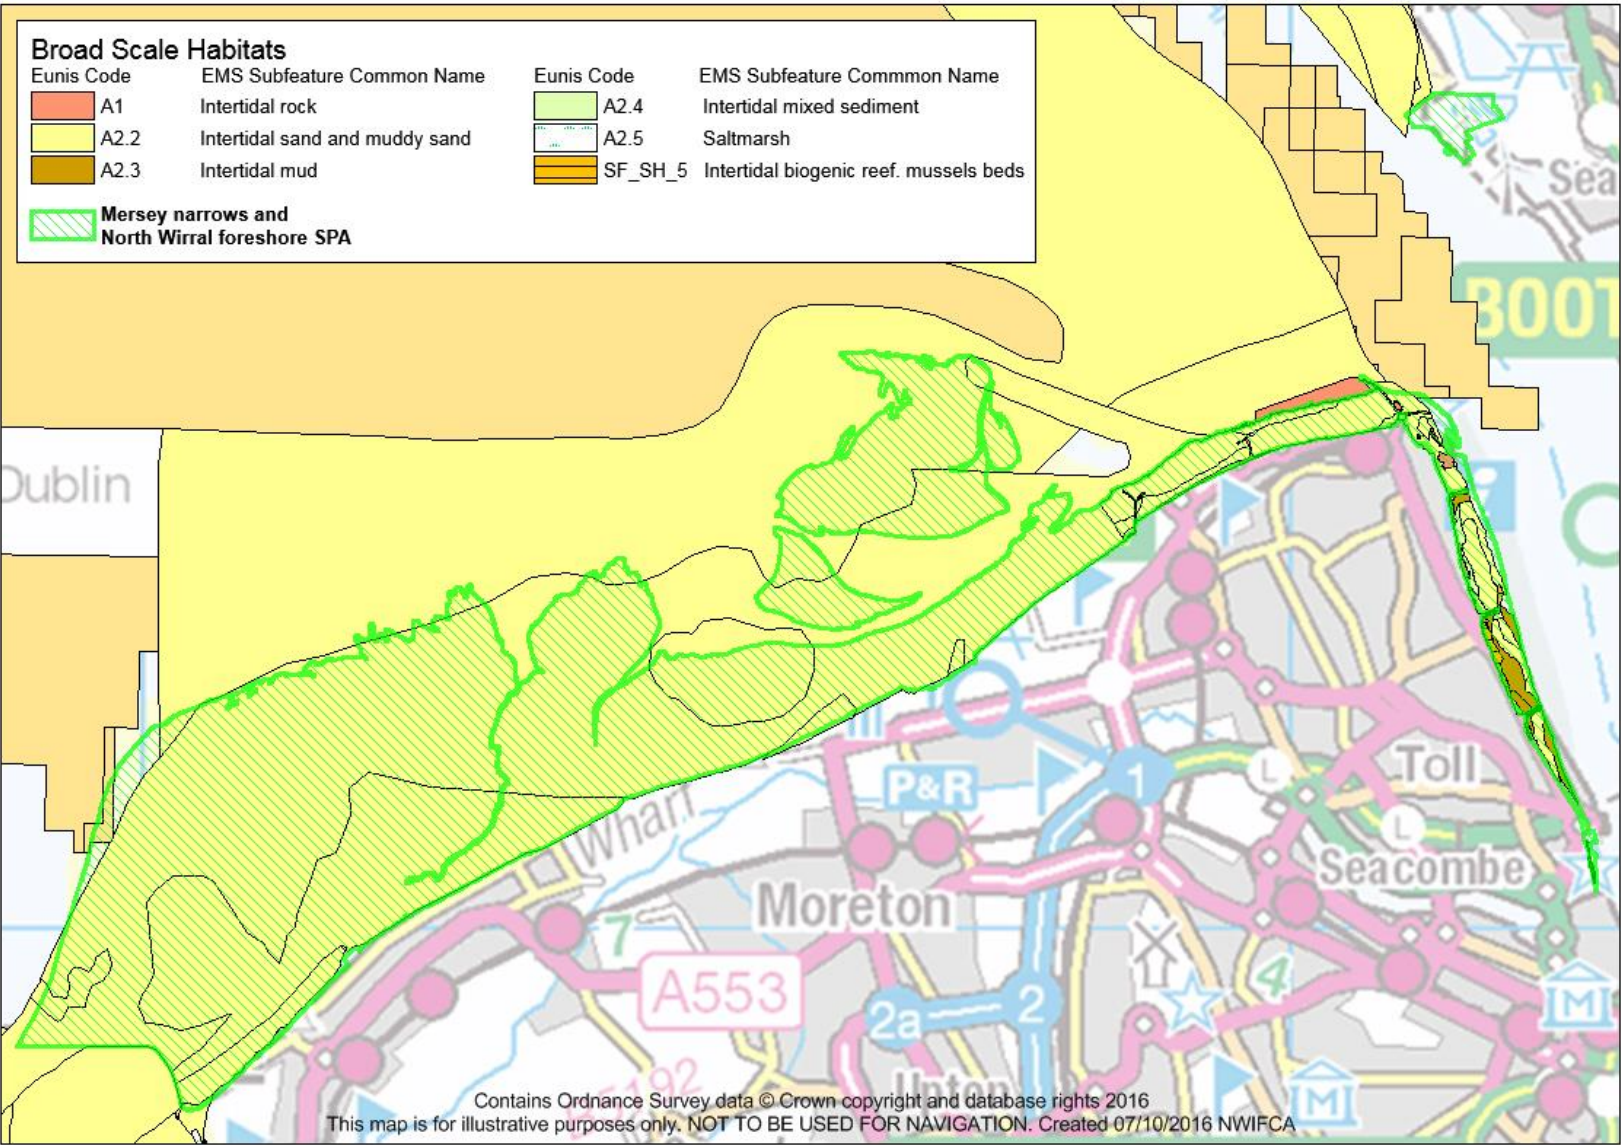 Broad Scale Habitats
Eunis Code EMS Subfeature Common Name Eunis Code EMS Subfeature Commmon Name
A1 Intertidal rock A2.4 Intertidal mixed sediment
A2.2 Intertidal sand and muddy sand A2.5 Saltmarsh
A2.3 Intertidal mud SF_SH_5 Intertidal biogenic reef. mussels beds
Mersey narrows and
North Wirral foreshore SPA
Sea
BOOT
Dublin
Toll
P&R
1
L
Wharf
L
Seacombe
Moreton
7
A553
4
2a
2
M
B5192
Upton
M
Contains Ordnance Survey data © Crown copyright and database rights 2016
This map is for illustrative purposes only. NOT TO BE USED FOR NAVIGATION. Created 07/10/2016 NWIFCA